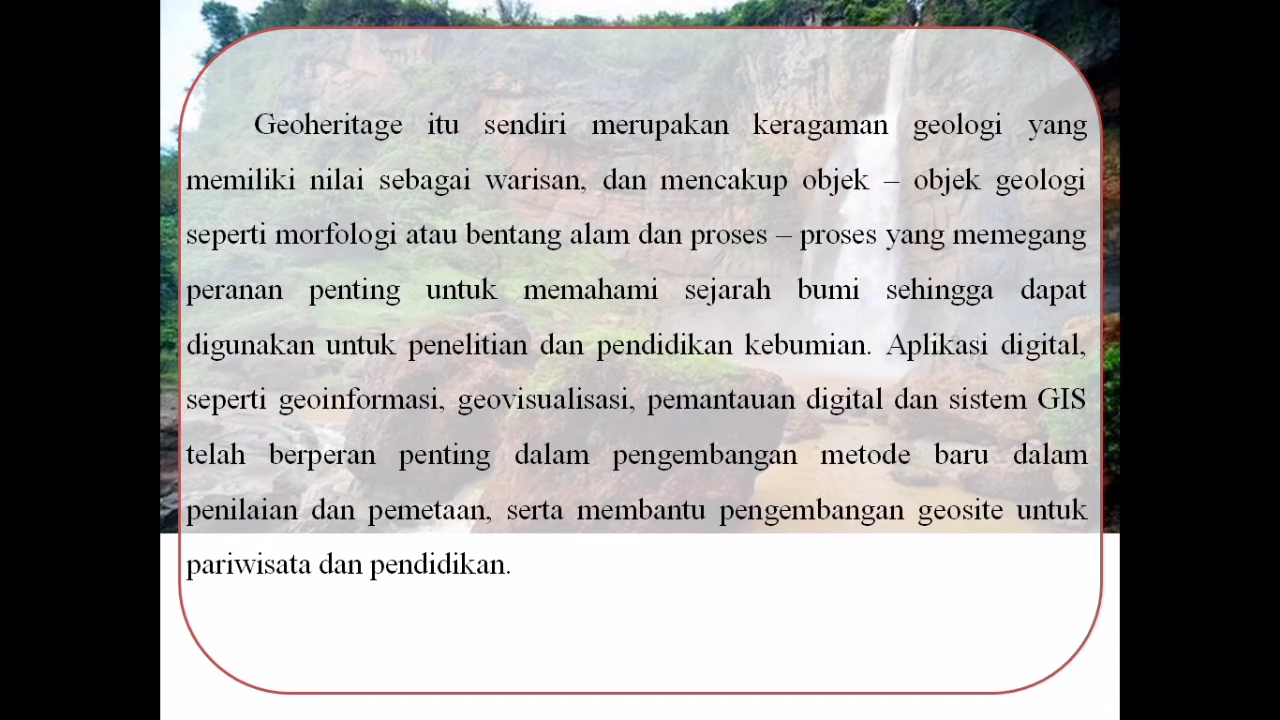 Geoheritage itu sendiri merupakan keragaman geologi yang
memiliki nilai sebagai warisan, dan mencakup objek – objek geologi
seperti morfologi atau bentang alam dan proses – proses yang memegang
peranan penting untuk memahami sejarah bumi sehingga dapat
digunakan untuk penelitian dan pendidikan kebumian. Aplikasi digital,
seperti geoinformasi, geovisualisasi, pemantauan digital dan sistem GIS
telah berperan penting dalam pengembangan metode baru dalam
penilaian dan pemetaan, serta membantu pengembangan geosite untuk
pariwisata dan pendidikan.